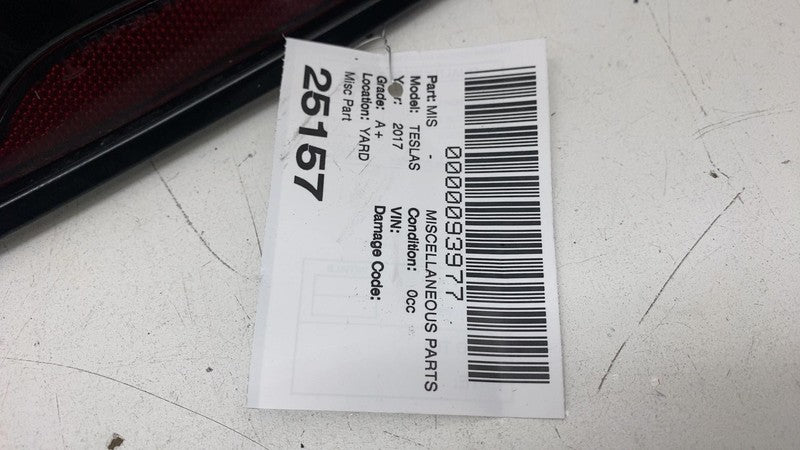 0000093977
Part: MIS - MISCELLANEOUS PARTS
Model: TESLAS Condition: 0cc
2017 VIN:
Grade: A+ Damage Code:
Location: YARD
Misc Part
25157